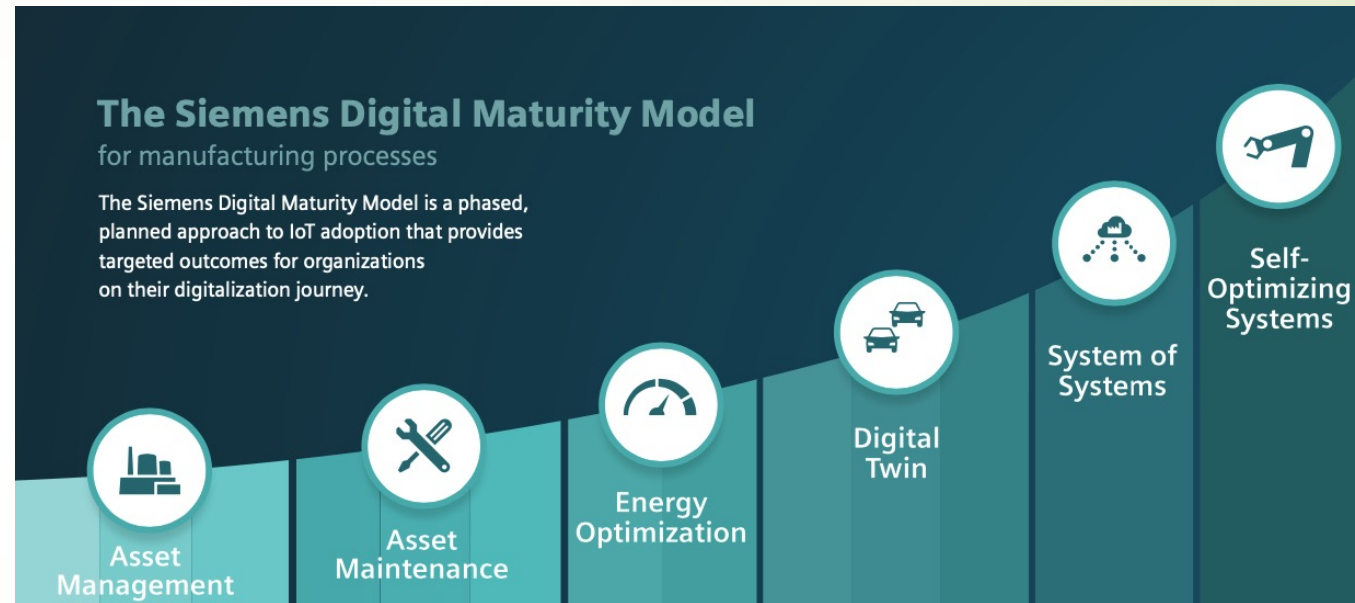 The Siemens Digital Maturity Model
for manufacturing processes
The Siemens Digital Maturity Model is a phased,
planned approach to IoT adoption that provides
targeted outcomes for organizations
on their digitalization journey.
Asset
Management
Asset
Maintenance
Energy
Optimization
Digital
Twin
System of
Systems
Self-
Optimizing
Systems